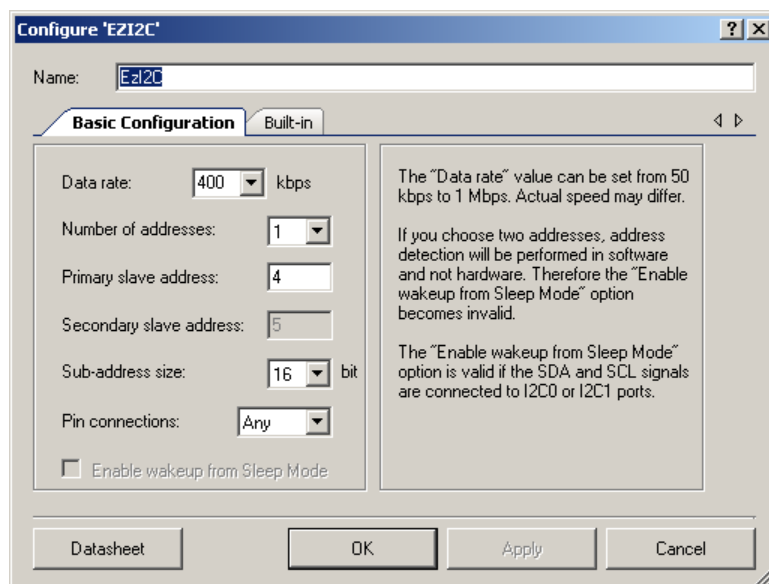 Configure 'EZI2C'
Name: EzI2C
Basic Configuration Built-in
Data rate: 400 kbps
Number of addresses: 1
Primary slave address: 4
Secondary slave address: 5
Sub-address size: 16 bit
Pin connections: Any
Enable wakeup from Sleep Mode
The "Data rate" value can be set from 50
kbps to 1 Mbps. Actual speed may differ.
If you choose two addresses, address
detection will be performed in software
and not hardware. Therefore the "Enable
wakeup from Sleep Mode" option
becomes invalid.
The "Enable wakeup from Sleep Mode"
option is valid if the SDA and SCL signals
are connected to I2C0 or I2C1 ports.
Datasheet OK Apply Cancel